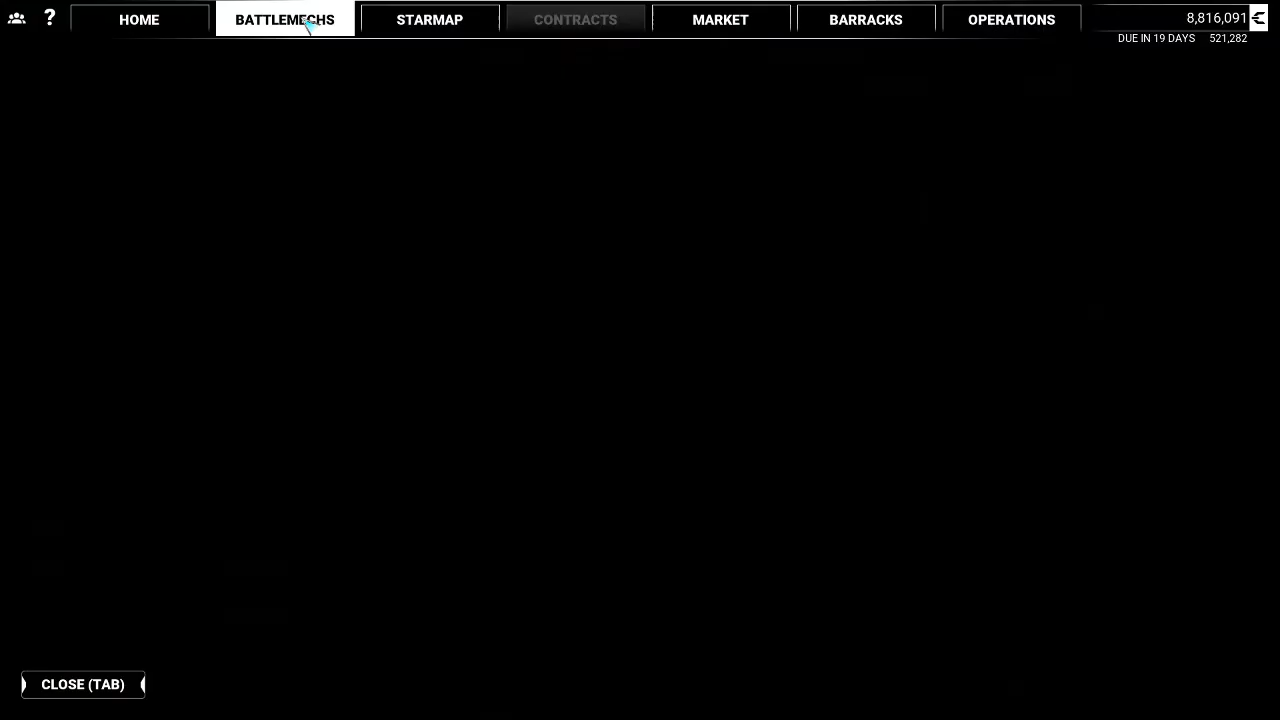 ?
HOME
BATTLEMECHS
STARMAP
CONTRACTS
MARKET
BARRACKS
OPERATIONS
8,816,091
DUE IN 19 DAYS 521,282
CLOSE (TAB)